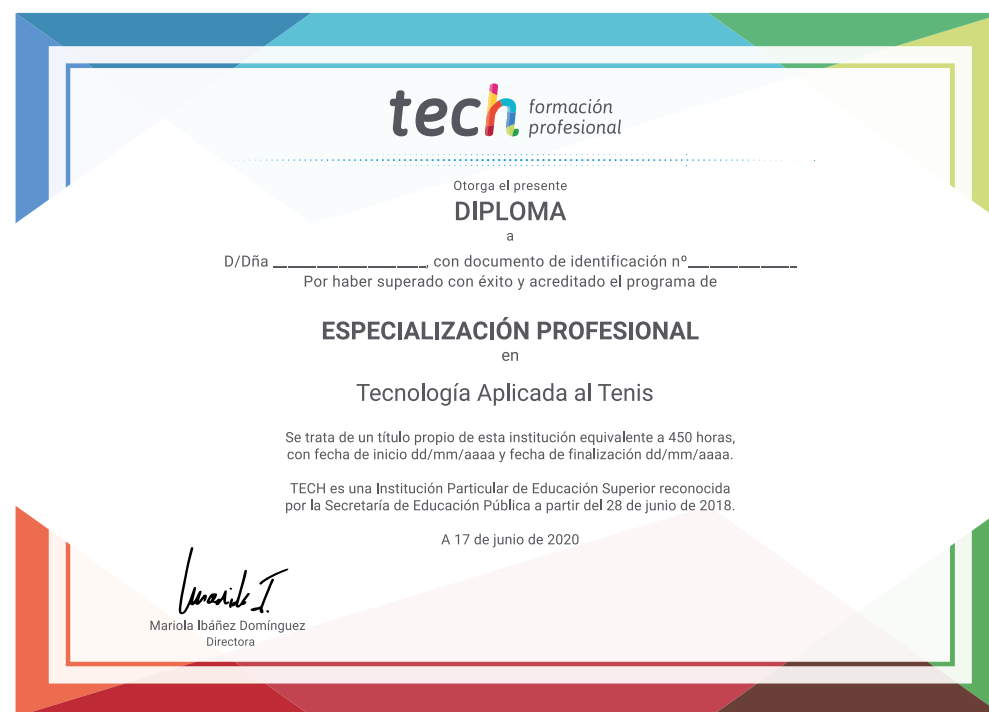 tech formación
profesional
Otorga el presente
DIPLOMA
a
D/Dña ______________________, con documento de identificación nº_______________
Por haber superado con éxito y acreditado el programa de
ESPECIALIZACIÓN PROFESIONAL
en
Tecnología Aplicada al Tenis
Se trata de un título propio de esta institución equivalente a 450 horas,
con fecha de inicio dd/mm/aaaa y fecha de finalización dd/mm/aaaa.
TECH es una Institución Particular de Educación Superior reconocida
por la Secretaría de Educación Pública a partir del 28 de junio de 2018.
A 17 de junio de 2020
Mariola Ibáñez Domínguez
Directora